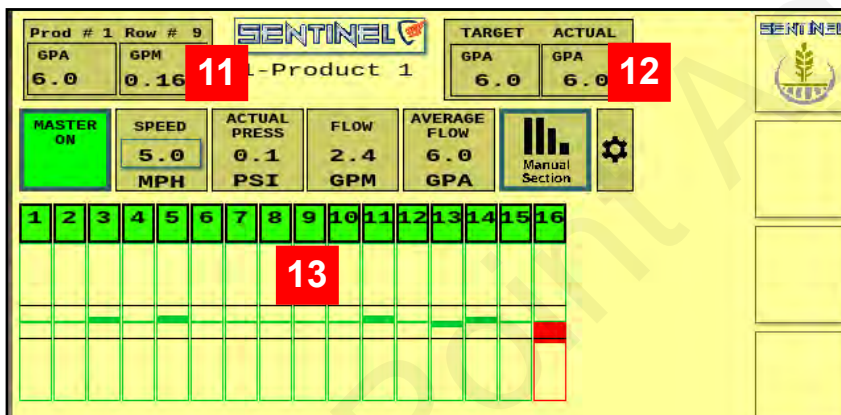 Prod # 1 Row # 9
GPA GPM
6.0 0.16
11
SENTINEL
1-Product 1
TARGET ACTUAL
GPA GPA
6.0 6.0
12
SENTINEL
MASTER
ON
SPEED
5.0
MPH
ACTUAL
PRESS
0.1
PSI
FLOW
2.4
GPM
AVERAGE
FLOW
6.0
GPA
Manual
Section
1 2 3 4 5 6 7 8 9 10 11 12 13 14 15 16
13